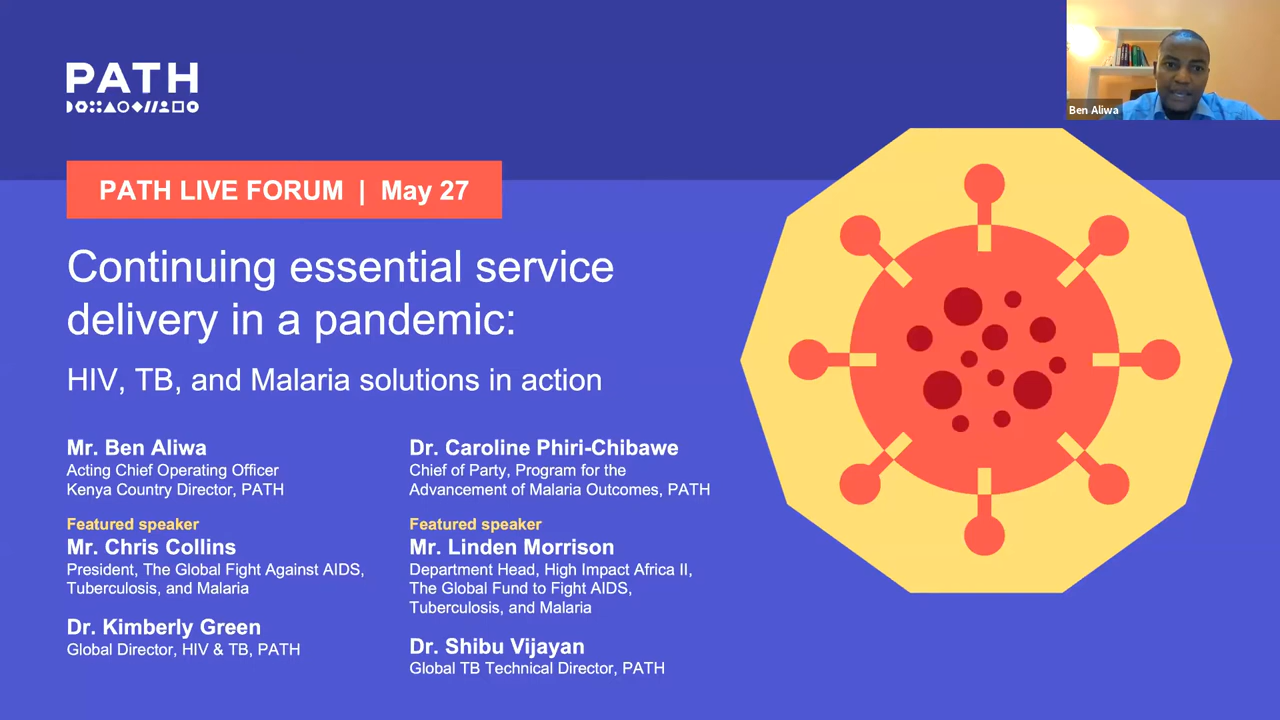 PATH
Ben Aliwa
PATH LIVE FORUM | May 27
Continuing essential service
delivery in a pandemic:
HIV, TB, and Malaria solutions in action
Mr. Ben Aliwa
Acting Chief Operating Officer
Kenya Country Director, PATH
Featured speaker
Mr. Chris Collins
President, The Global Fight Against AIDS,
Tuberculosis, and Malaria
Dr. Kimberly Green
Global Director, HIV & TB, PATH
Dr. Caroline Phiri-Chibawe
Chief of Party, Program for the
Advancement of Malaria Outcomes, PATH
Featured speaker
Mr. Linden Morrison
Department Head, High Impact Africa II,
The Global Fund to Fight AIDS,
Tuberculosis, and Malaria
Dr. Shibu Vijayan
Global TB Technical Director, PATH